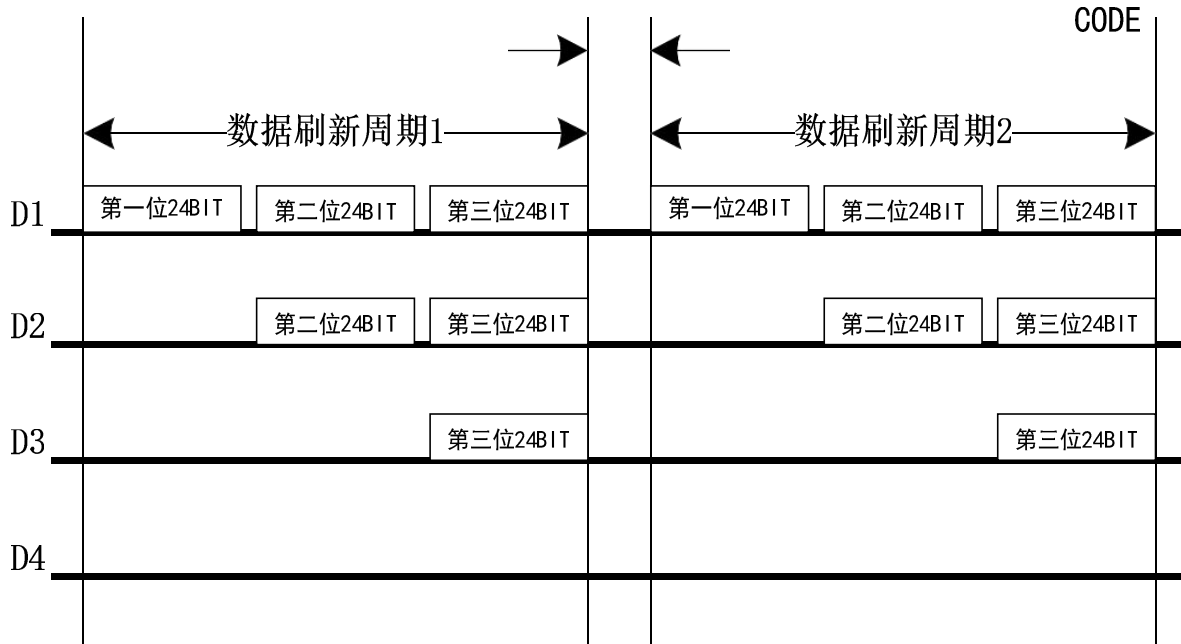 CODE
数据刷新周期1 数据刷新周期2
D1 第一位24BIT 第二位24BIT 第三位24BIT 第一位24BIT 第二位24BIT 第三位24BIT
D2 第二位24BIT 第三位24BIT 第二位24BIT 第三位24BIT
D3 第三位24BIT 第三位24BIT
D4